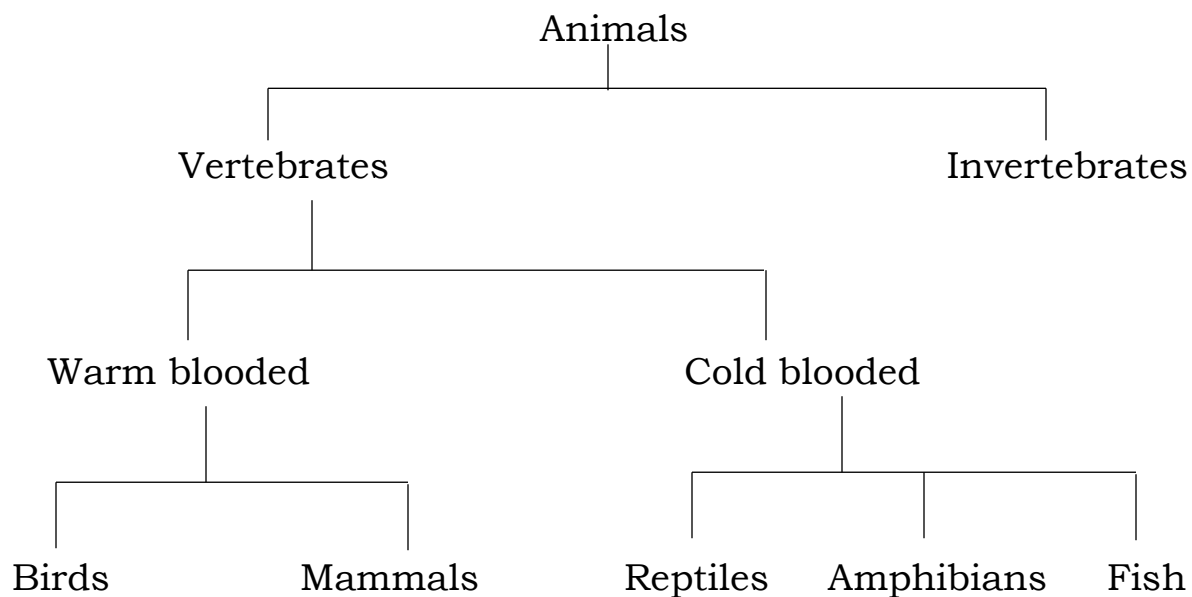 Animals
Vertebrates Invertebrates
Warm blooded Cold blooded
Birds Mammals Reptiles Amphibians Fish